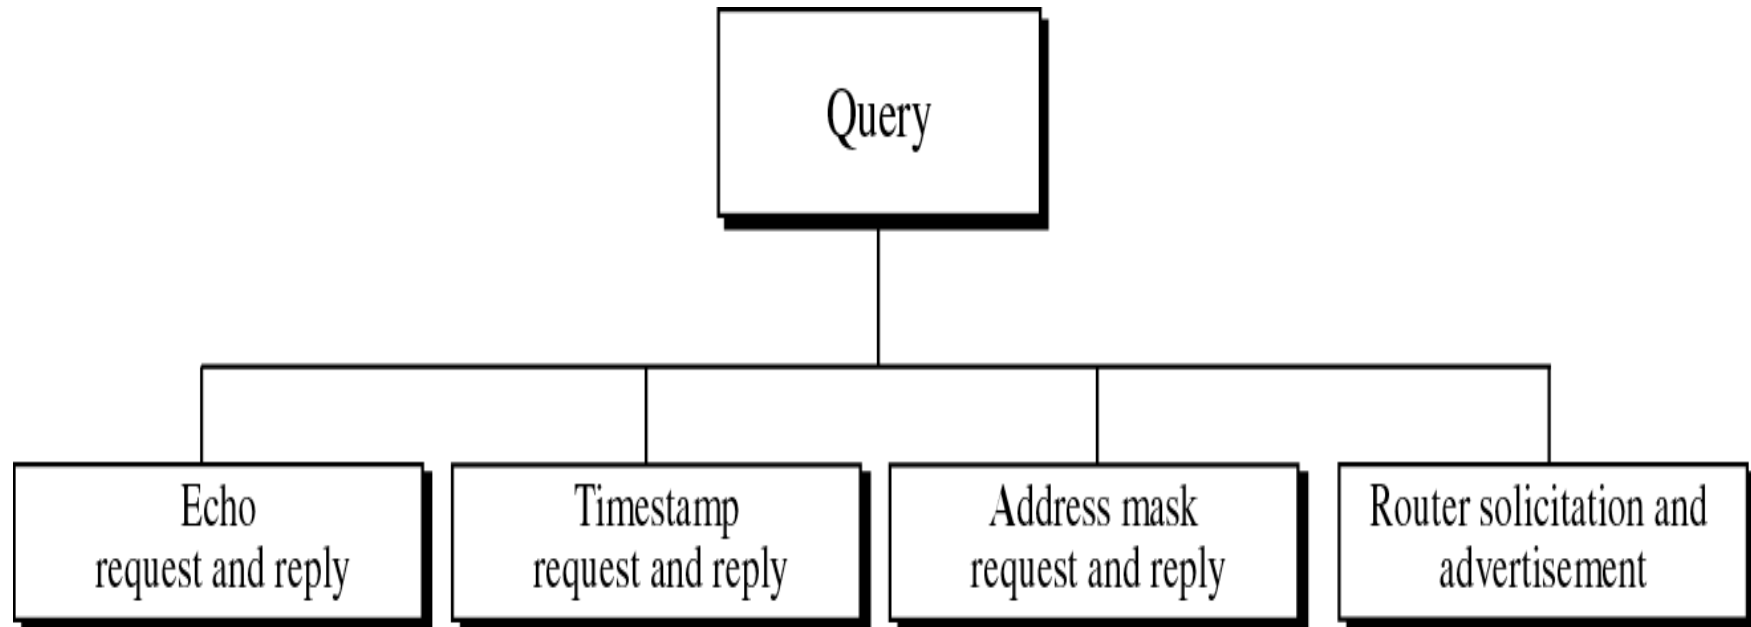 Query
Echo
request and reply
Timestamp
request and reply
Address mask
request and reply
Router solicitation and
advertisement